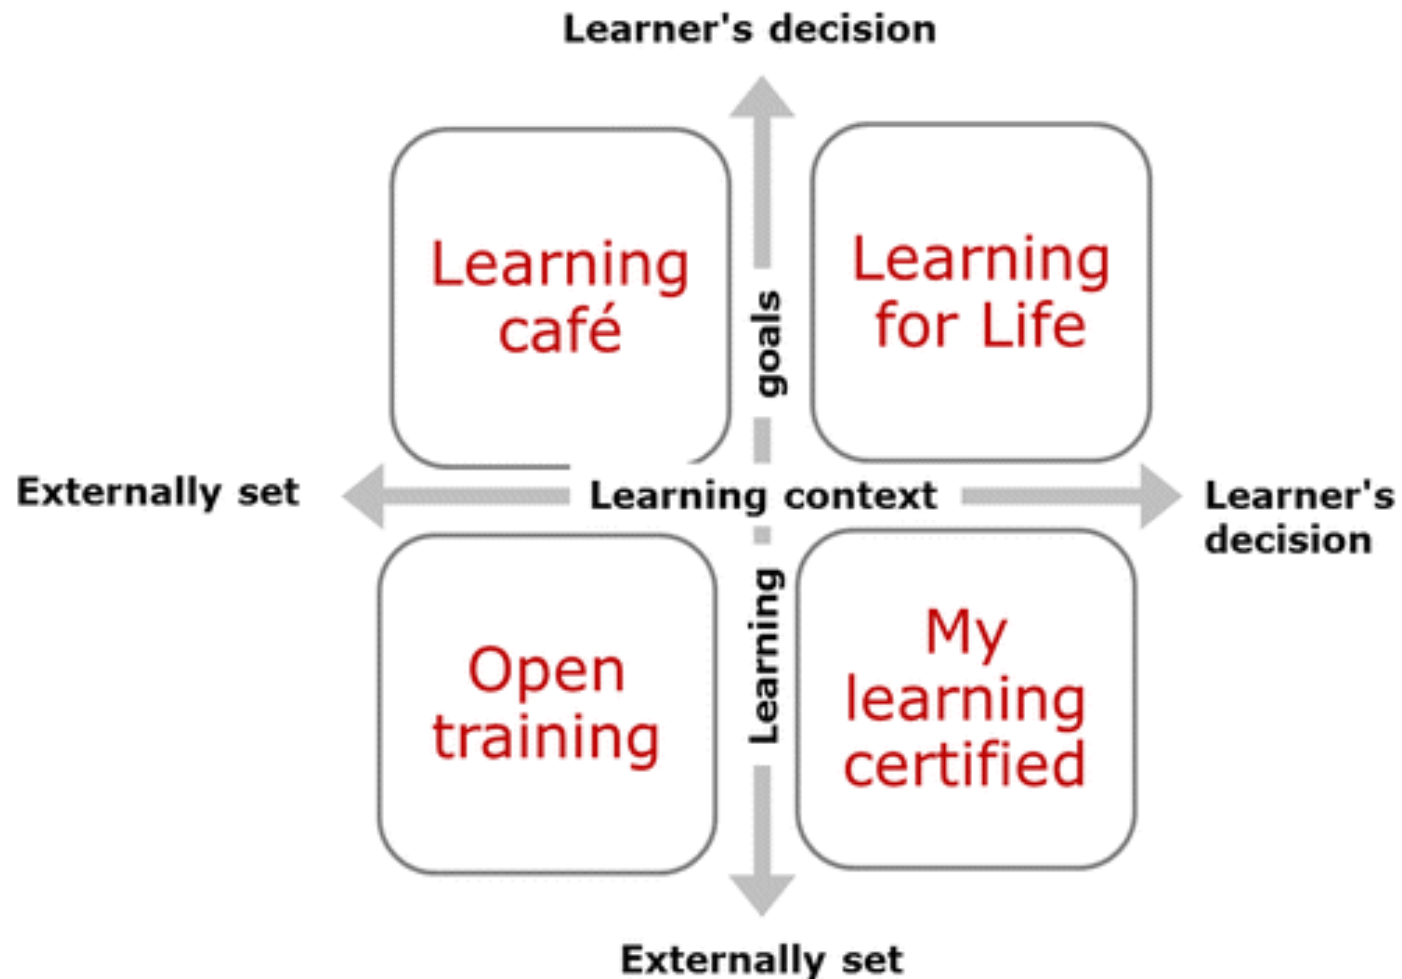 Learner's decision
Learning
café
Learning
for Life
goals
Externally set
Learning context
Learner's
decision
Open
training
Learning
My
learning
certified
Externally set